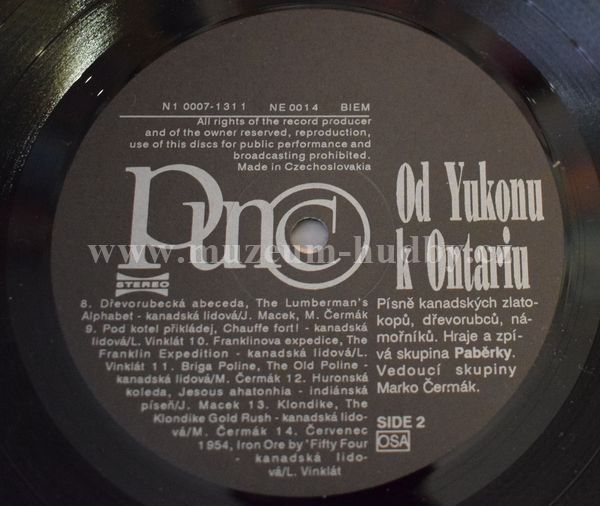 N1 0007-1311 NE 0014 BIEM
All rights of the record producer
and of the owner reserved, reproduction,
use of this discs for public performance and
broadcasting prohibited.
Made in Czechoslovakia
Punc
STEREO
Od Yukonu
k Ontariu
www.muzeum-hudby.cz
8. Dřevorubecká abeceda, The Lumberman's
Alphabet - kanadská lidová/J. Macek, M. Čermák
9. Pod kotel přikládej, Chauffe fort! - kanadská
lidová/L. Vinklát 10. Franklinova expedice, The
Franklin Expedition - kanadská lidová/L.
Vinklát 11. Briga Poline, The Old Poline -
kanadská lidová/M. Čermák 12. Huronská
koleda, Jesous ahatonhia - indiánská
píseň/J. Macek 13. Klondike, The
Klondike Gold Rush - kanadská lido-
vá/M. Čermák 14. Červenec
1954, Iron Ore by "Fifty Four
- kanadská lido-
vá/L. Vinklát
Písně kanadských zlato-
kopů, dřevorubců, ná-
mořníků. Hraje a zpí-
vá skupina Paběrky.
Vedoucí skupiny
Marko Čermák.
SIDE 2
OSA